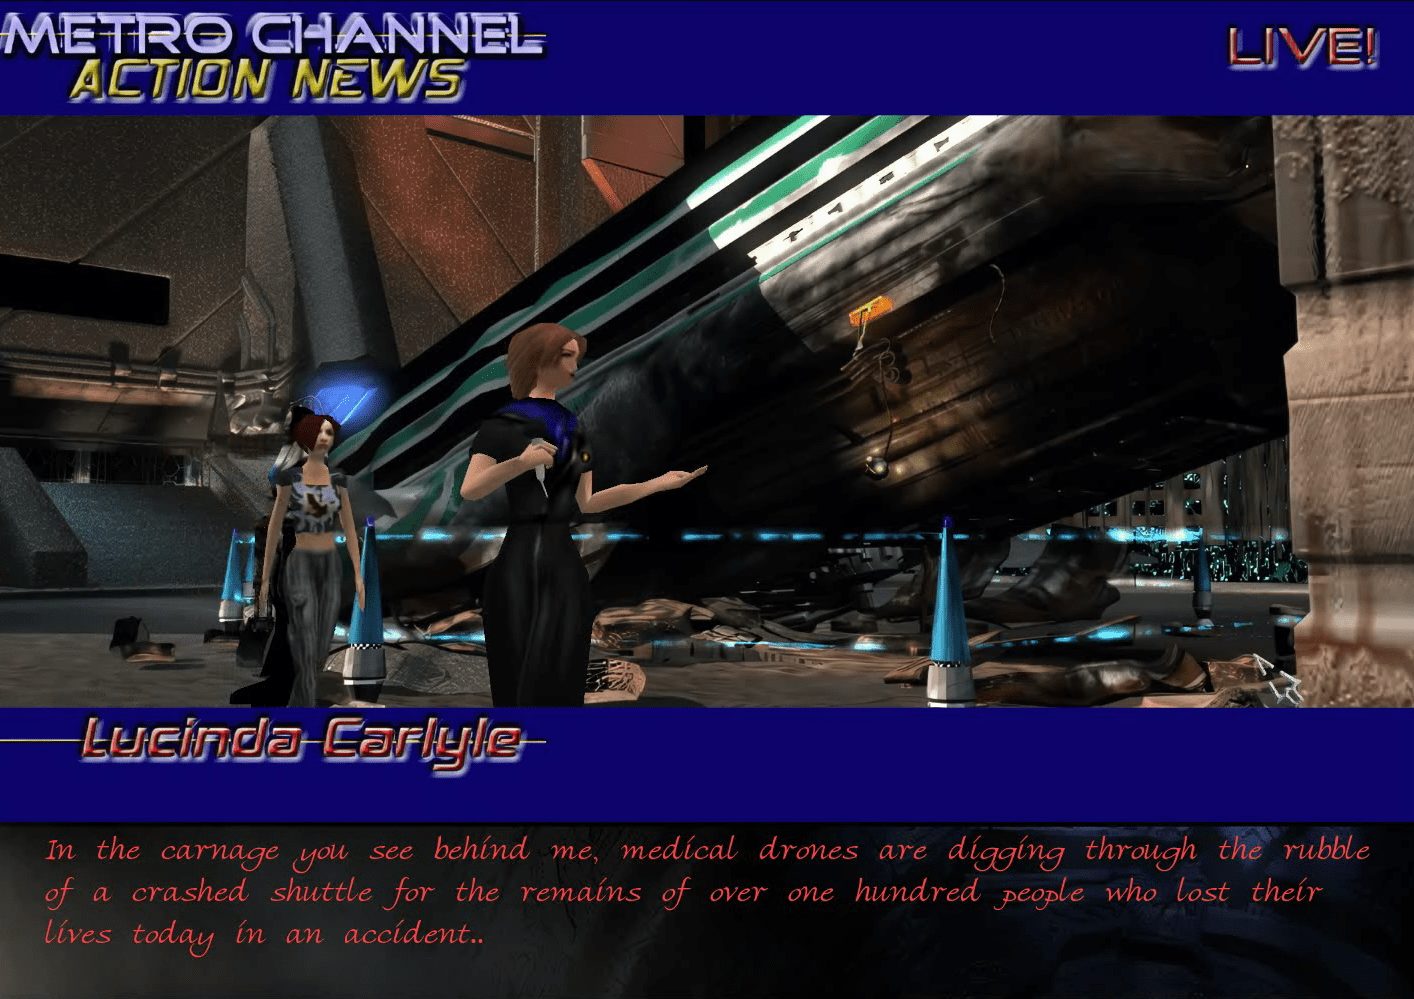 METRO CHANNEL
ACTION NEWS
LIVE!
Lucinda Carlyle
In the carnage you see behind me, medical drones are digging through the rubble
of a crashed shuttle for the remains of over one hundred people who lost their
lives today in an accident..